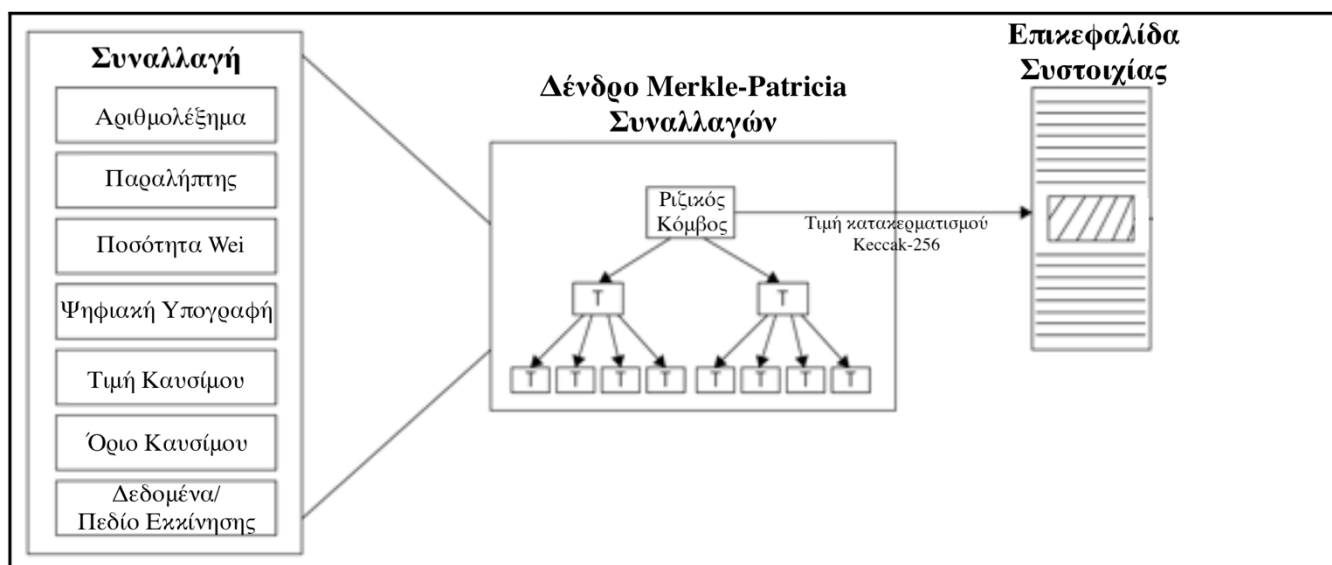 Συναλλαγή
Αριθμολέξημα
Παραλήπτης
Ποσότητα Wei
Ψηφιακή Υπογραφή
Τιμή Καυσίμου
Όριο Καυσίμου
Δεδομένα/
Πεδίο Εκκίνησης
Δένδρο Merkle-Patricia
Συναλλαγών
Ριζικός
Κόμβος
T
T
T
T
T
T
T
T
T
T
Τιμή κατακερματισμού
Keccak-256
Επικεφαλίδα
Συστοιχίας